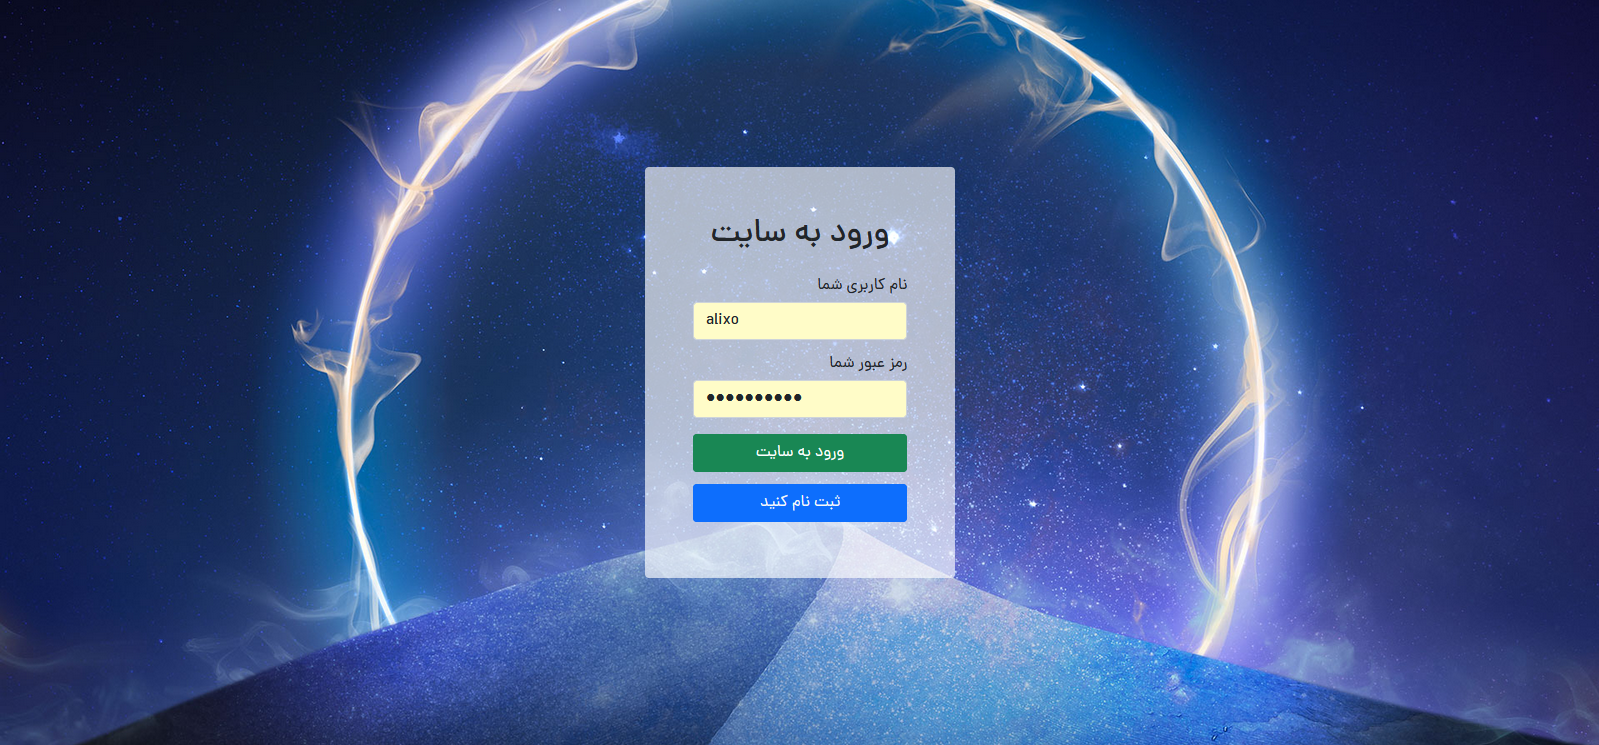 ورود به سایت
نام کاربری شما
alixo
رمز عبور شما
••••••••••
ورود به سایت
ثبت نام کنید